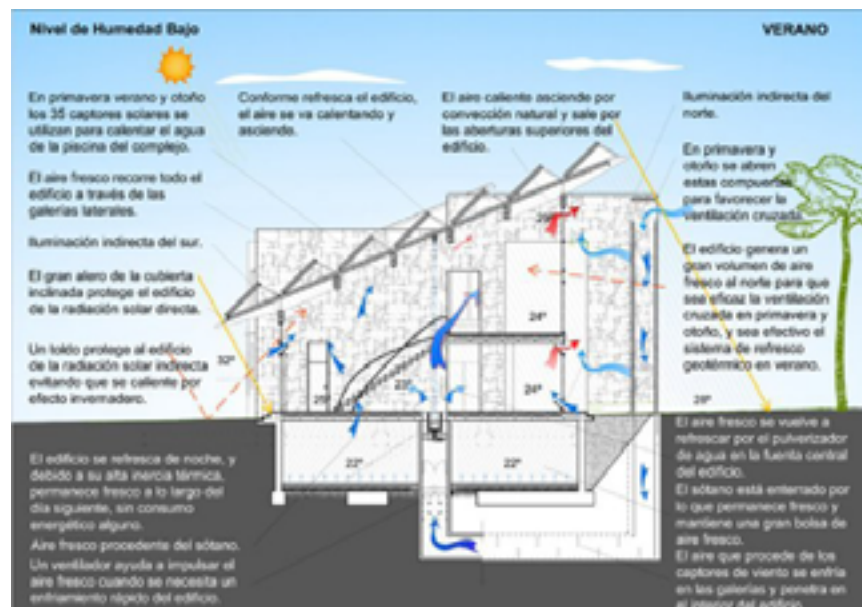 Nivel de Humedad Bajo
VERANO
En primavera verano y otoño
los 35 captores solares se
utilizan para calentar el agua
de la piscina del complejo.
El aire fresco recorre todo el
edificio a través de las
galerías laterales.
Iluminación indirecta del sur.
El gran alero de la cubierta
inclinada protege el edificio
de la radiación solar directa.
Un toldo protege al edificio
de la radiación solar indirecta
evitando que se caliente por
efecto invernadero.
Conforme refresca el edificio,
el aire se va calentando y
asciende.
El aire caliente asciende por
convección natural y sale por
las aberturas superiores del
edificio.
Iluminación indirecta del
norte.
En primavera y
otoño se abren
estas compuertas
para favorecer la
ventilación cruzada.
El edificio genera un
gran volumen de aire
fresco al norte para que
sea eficaz la ventilación
cruzada en primavera y
otoño, y sea efectivo el
sistema de refresco
geotérmico en verano.
32º
24º
24º
28º
22º
22º
El edificio se refresca de noche, y
debido a su alta inercia térmica,
permanece fresco a lo largo del
día siguiente, sin consumo
energético alguno.
Aire fresco procedente del sótano.
Un ventilador ayuda a impulsar el
aire fresco cuando se necesita un
enfriamiento rápido del edificio.
El aire fresco se vuelve a
refrescar por el pulverizador
de agua en la fuente central
del edificio.
El sótano está enterrado por
lo que permanece fresco y
mantiene una gran bolsa de
aire fresco.
El aire que procede de los
captores de viento se enfría
en las galerías y penetra en
el interior del edificio.